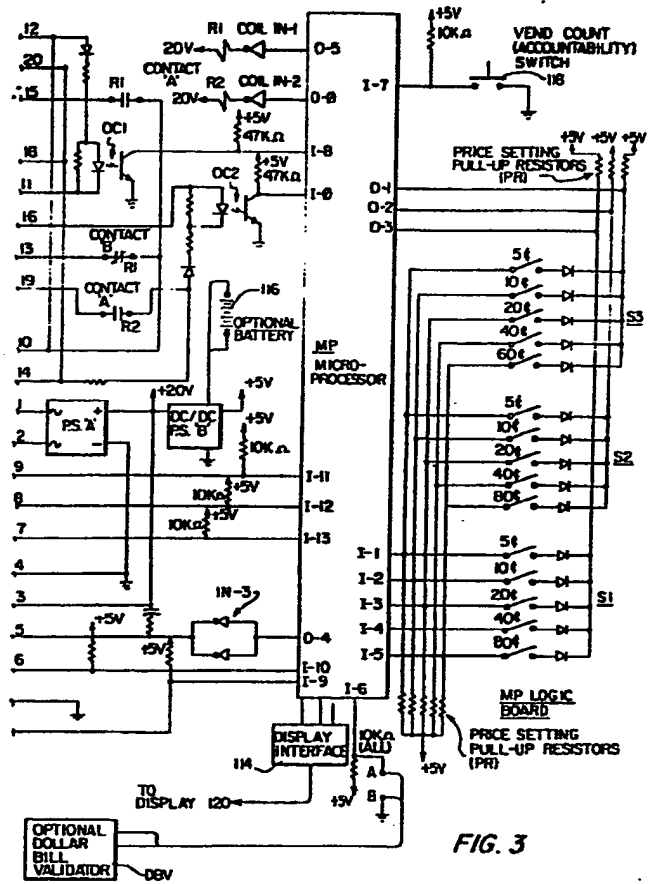 12
20
15
18
11
16
13
19
10
14
1
2
9
8
7
4
3
5
6
R1
OC1
CONTACT
"B"
R1
CONTACT
"A"
R2
P.S. "A"
+
−
R1 COIL IN-1
20V
CONTACT
"A" R2 COIL IN-2
20V
+5V
47KΩ
+5V
47KΩ
OC2
116
OPTIONAL
BATTERY
+20V
DC/DC
P.S. "B"
+5V
+5V
10KΩ
+5V
10KΩ
+5V
10KΩ
+5V
+5V
IN-3
O-5
O-0
I-8
I-0
MP
MICRO-
PROCESSOR
I-11
I-12
I-13
O-4
I-10
I-9
I-6
I-7
O-1
O-2
O-3
I-1
I-2
I-3
I-4
I-5
+5V
10KΩ
VEND COUNT
(ACCOUNTABILITY)
SWITCH
118
+5V +5V +5V
PRICE SETTING
PULL-UP RESISTORS
(PR)
5¢
10¢
20¢
40¢
60¢
S3
5¢
10¢
20¢
40¢
80¢
S2
5¢
10¢
20¢
40¢
80¢
S1
MP LOGIC
BOARD
PRICE SETTING
PULL-UP RESISTORS
(PR)
+5V
DISPLAY
INTERFACE
114
10KΩ
(ALL)
A
B
+5V
TO
DISPLAY 120
OPTIONAL
DOLLAR
BILL
VALIDATOR
DBV
FIG. 3